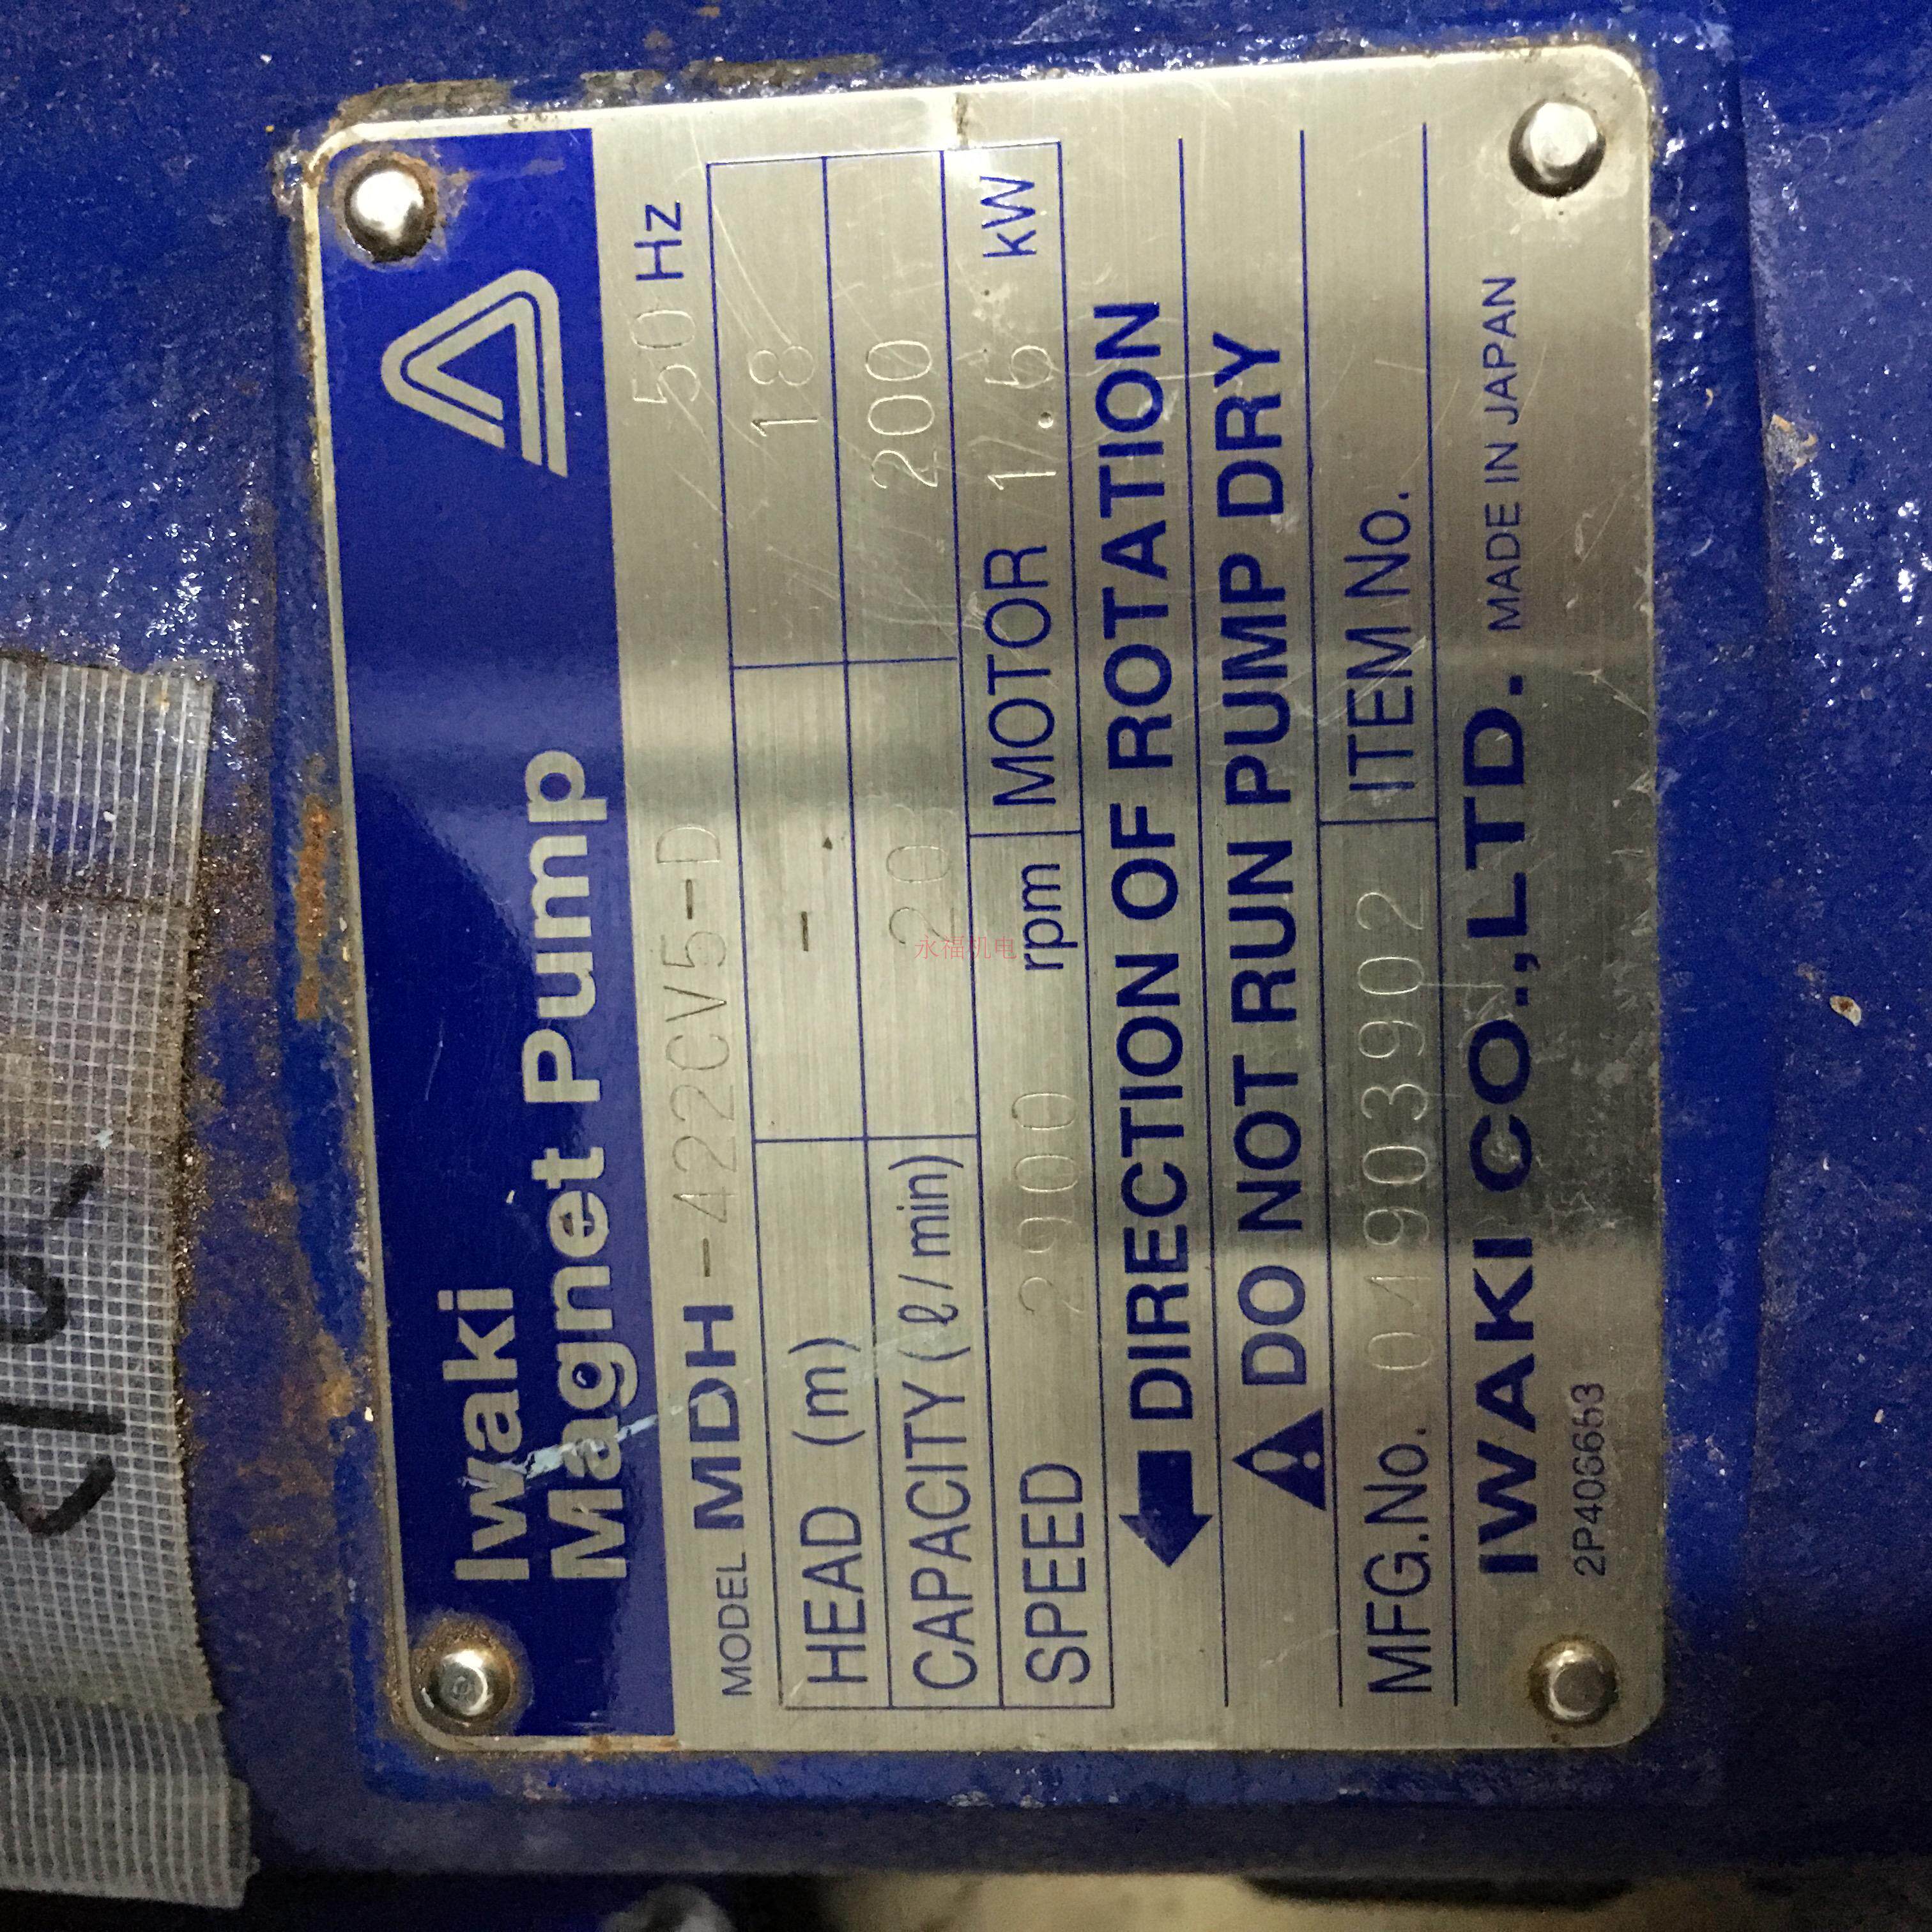 Iwaki
Magnet Pump
MODEL MDH-422CV5-D 50 Hz
HEAD (m) - 18
CAPACITY (ℓ/min) 20 200
SPEED 2900 rpm MOTOR 1.5 kW
DIRECTION OF ROTATION
DO NOT RUN PUMP DRY
MFG.No. 04903902 ITEM No.
IWAKI CO.,LTD. MADE IN JAPAN
2P406653
永福机电